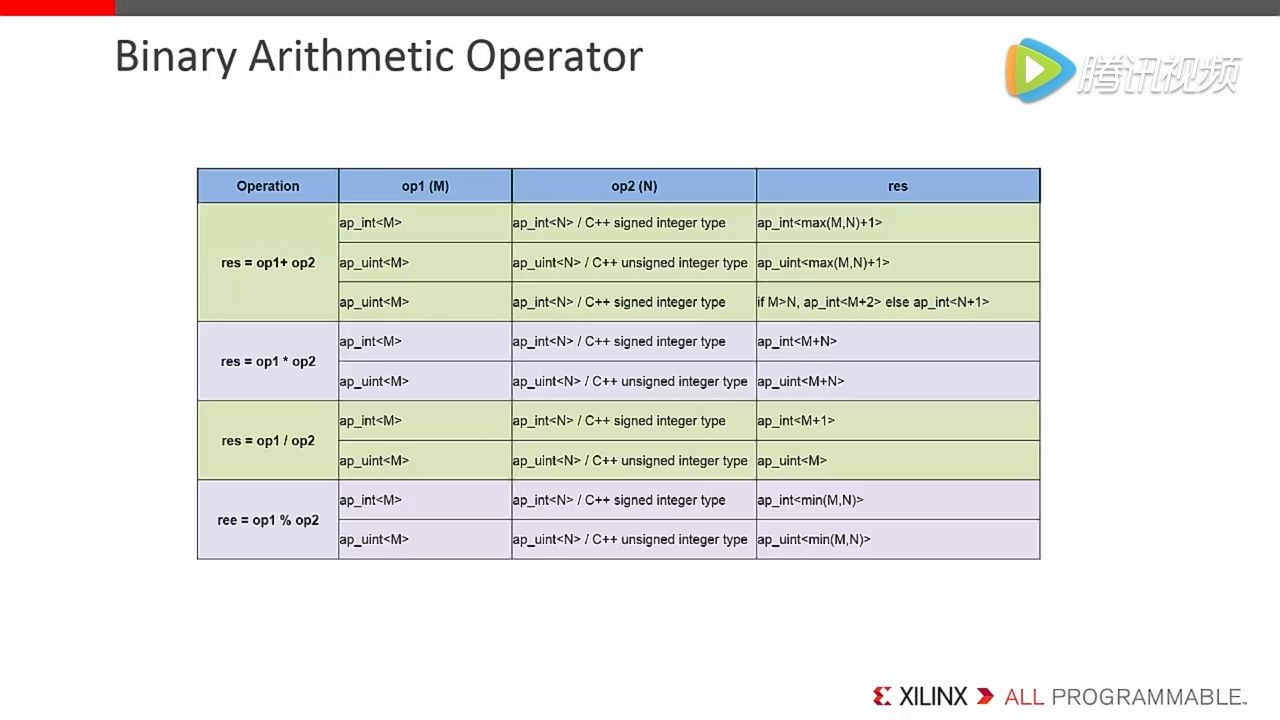 Binary Arithmetic Operator
腾讯视频
Operation op1 (M) op2 (N) res
res = op1+ op2
ap_int<M> ap_int<N> / C++ signed integer type ap_int<max(M,N)+1>
ap_uint<M> ap_uint<N> / C++ unsigned integer type ap_uint<max(M,N)+1>
ap_uint<M> ap_int<N> / C++ signed integer type if M>N, ap_int<M+2> else ap_int<N+1>
res = op1 * op2
ap_int<M> ap_int<N> / C++ signed integer type ap_int<M+N>
ap_uint<M> ap_uint<N> / C++ unsigned integer type ap_uint<M+N>
res = op1 / op2
ap_int<M> ap_int<N> / C++ signed integer type ap_int<M+1>
ap_uint<M> ap_uint<N> / C++ unsigned integer type ap_uint<M>
ree = op1 % op2
ap_int<M> ap_int<N> / C++ signed integer type ap_int<min(M,N)>
ap_uint<M> ap_uint<N> / C++ unsigned integer type ap_uint<min(M,N)>
XILINX ALL PROGRAMMABLE™